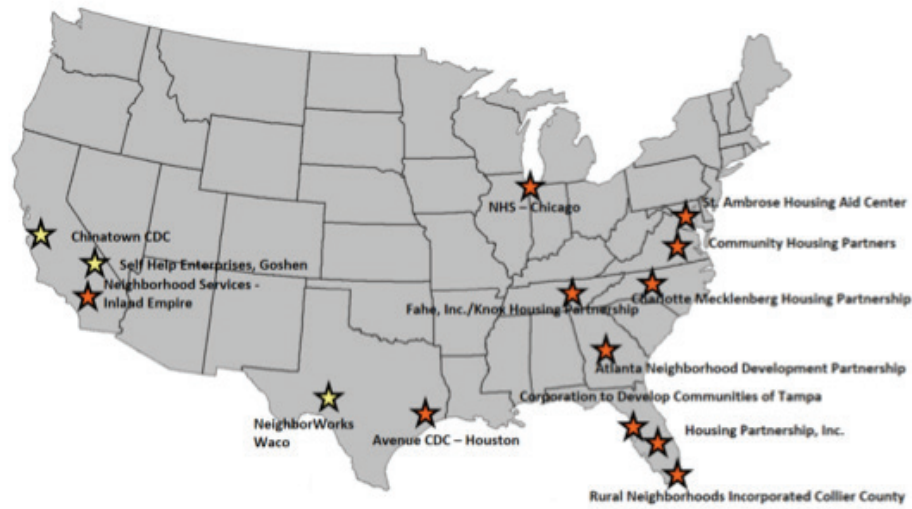 NHS – Chicago
St. Ambrose Housing Aid Center
Chinatown CDC
Community Housing Partners
Self Help Enterprises, Goshen
Neighborhood Services -
Inland Empire
Charlotte Mecklenberg Housing Partnership
Fahe, Inc./Knox Housing Partnership
Atlanta Neighborhood Development Partnership
Corporation to Develop Communities of Tampa
NeighborWorks
Waco
Avenue CDC – Houston
Housing Partnership, Inc.
Rural Neighborhoods Incorporated Collier County